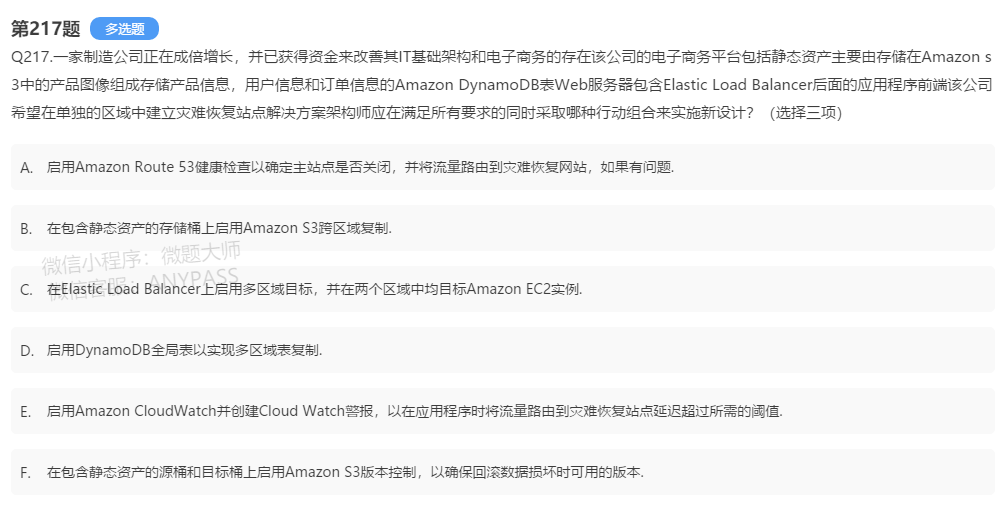 第217题 多选题
Q217.一家制造公司正在成倍增长，并已获得资金来改善其IT基础架构和电子商务的存在该公司的电子商务平台包括静态资产主要由存储在Amazon s
3中的产品图像组成存储产品信息，用户信息和订单信息的Amazon DynamoDB表Web服务器包含Elastic Load Balancer后面的应用程序前端该公司
希望在单独的区域中建立灾难恢复站点解决方案架构师应在满足所有要求的同时采取哪种行动组合来实施新设计？（选择三项）
A. 启用Amazon Route 53健康检查以确定主站点是否关闭，并将流量路由到灾难恢复网站，如果有问题.
B. 在包含静态资产的存储桶上启用Amazon S3跨区域复制.
微信小程序：微题大师
微信客服：ANYPASS
C. 在Elastic Load Balancer上启用多区域目标，并在两个区域中均目标Amazon EC2实例.
D. 启用DynamoDB全局表以实现多区域表复制.
E. 启用Amazon CloudWatch并创建Cloud Watch警报，以在应用程序时将流量路由到灾难恢复站点延迟超过所需的阈值.
F. 在包含静态资产的源桶和目标桶上启用Amazon S3版本控制，以确保回滚数据损坏时可用的版本.